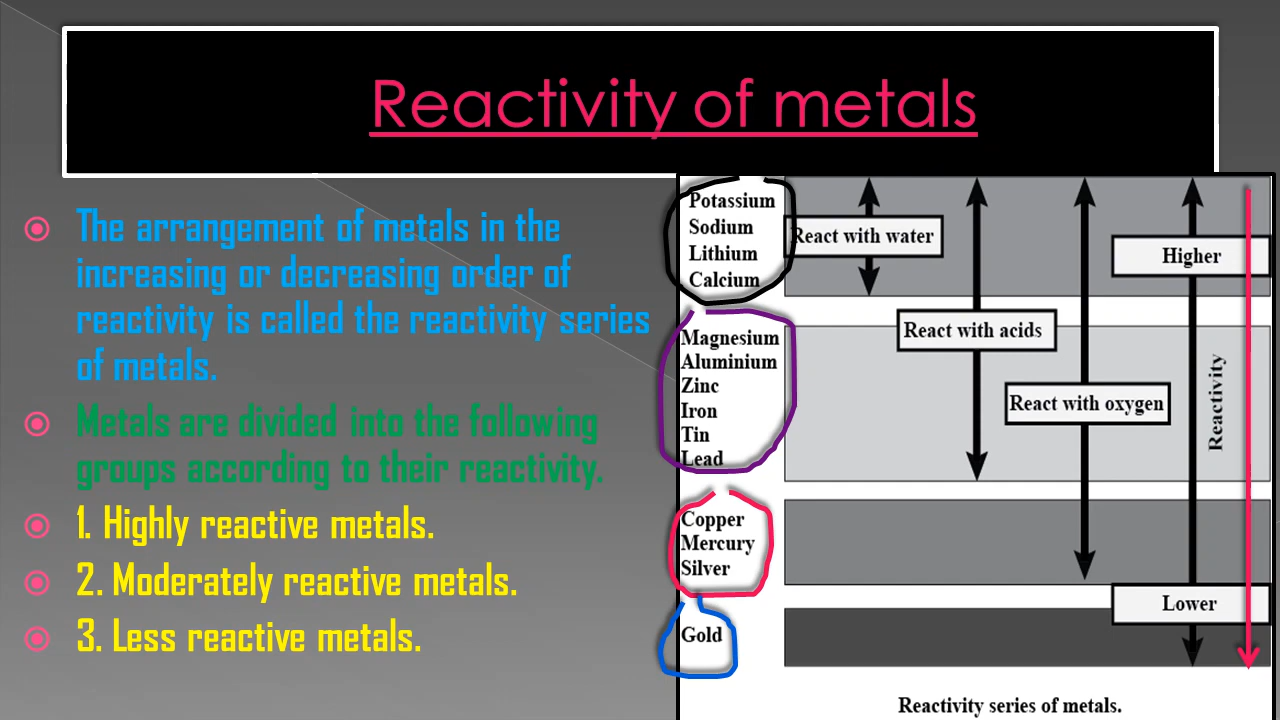 Reactivity of metals
The arrangement of metals in the
increasing or decreasing order of
reactivity is called the reactivity series
of metals.
Metals are divided into the following
groups according to their reactivity.
1. Highly reactive metals.
2. Moderately reactive metals.
3. Less reactive metals.
Potassium
Sodium
Lithium
Calcium
Magnesium
Aluminium
Zinc
Iron
Tin
Lead
Copper
Mercury
Silver
Gold
React with water
React with acids
React with oxygen
Higher
Reactivity
Lower
Reactivity series of metals.